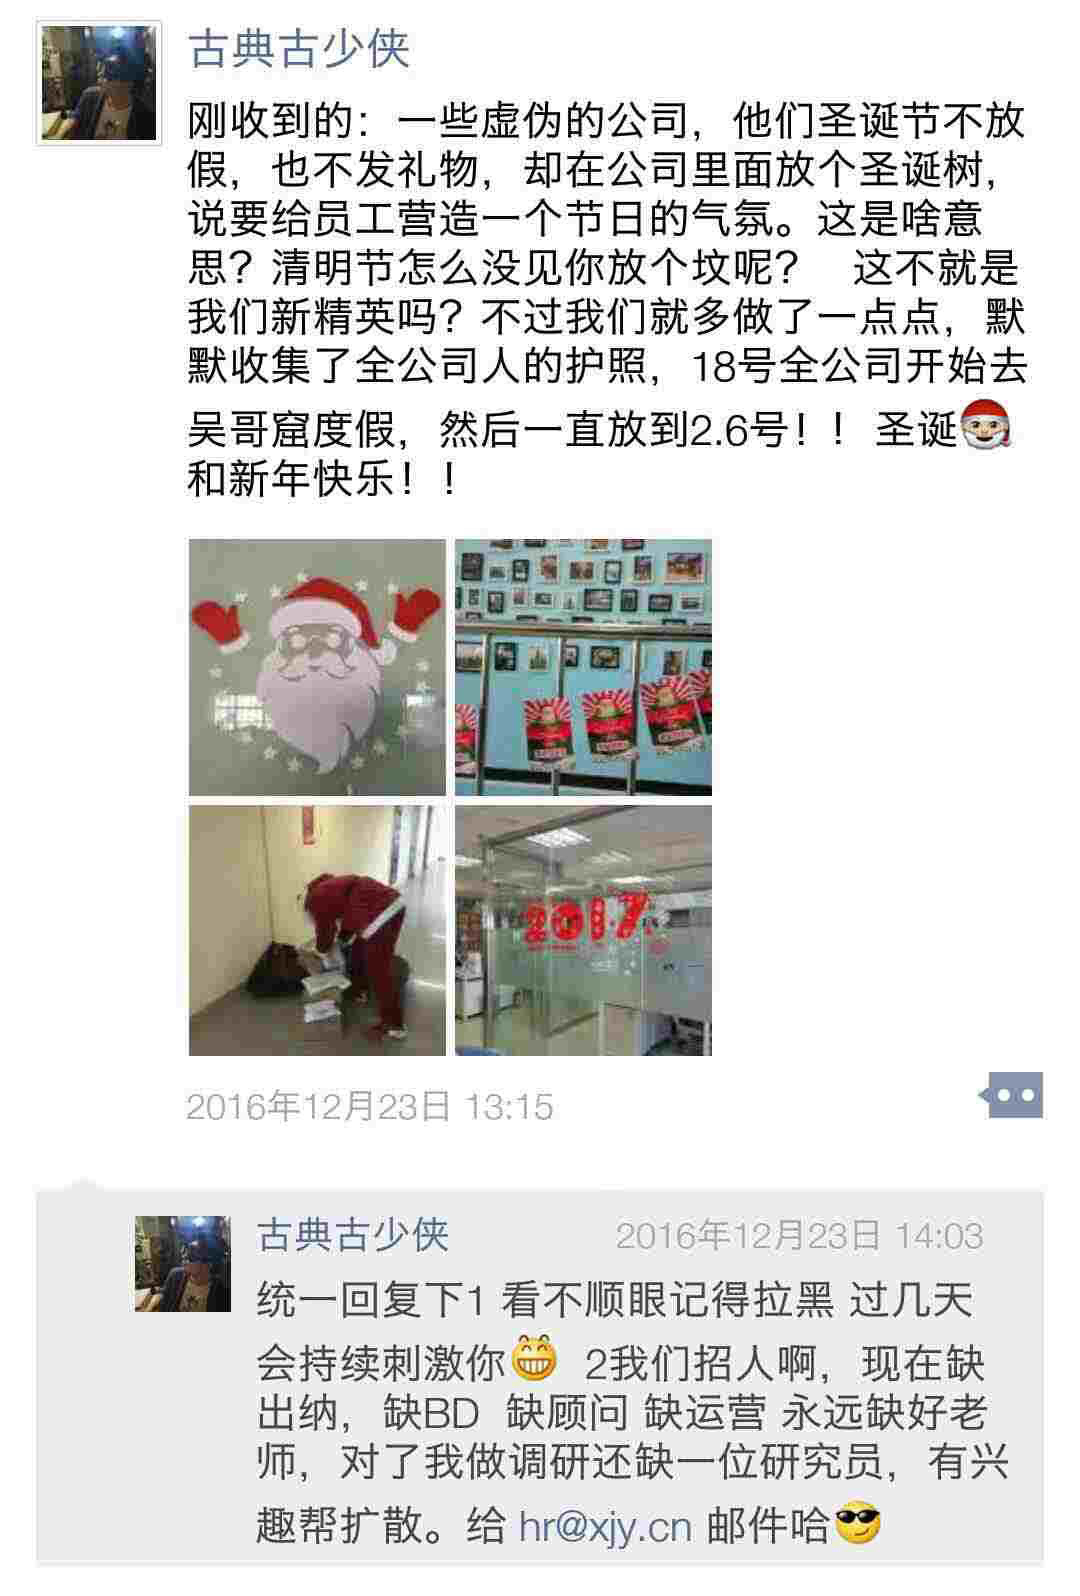 古典古少侠
刚收到的：一些虚伪的公司，他们圣诞节不放
假，也不发礼物，却在公司里面放个圣诞树，
说要给员工营造一个节日的气氛。这是啥意
思？清明节怎么没见你放个坟呢？ 这不就是
我们新精英吗？不过我们就多做了一点点，默
默收集了全公司人的护照，18号全公司开始去
吴哥窟度假，然后一直放到2.6号！！圣诞🎅
和新年快乐！！
2017
2016年12月23日 13:15
古典古少侠 2016年12月23日 14:03
统一回复下1 看不顺眼记得拉黑 过几天
会持续刺激你😁 2我们招人啊，现在缺
出纳，缺BD 缺顾问 缺运营 永远缺好老
师，对了我做调研还缺一位研究员，有兴
趣帮扩散。给 hr@xjy.cn 邮件哈😎